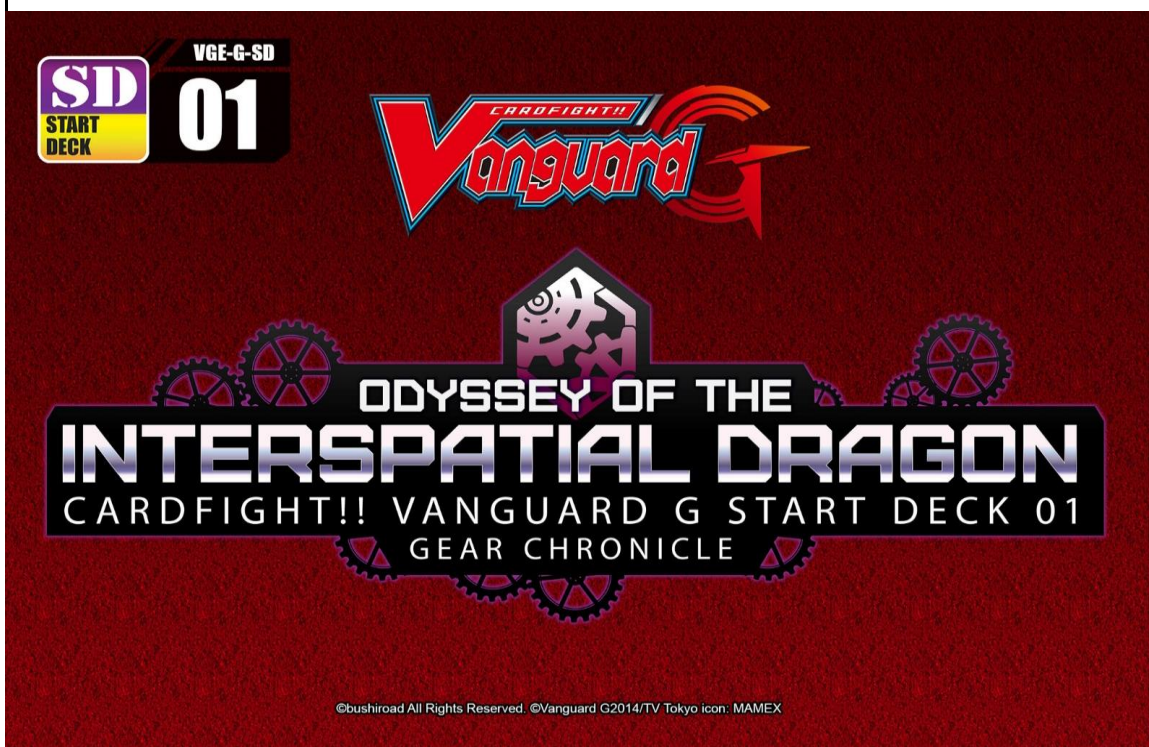 VGE-G-SD
01
SD
START
DECK
CARDFIGHT!!
Vanguard G
ODYSSEY OF THE
INTERSPATIAL DRAGON
CARDFIGHT!! VANGUARD G START DECK 01
GEAR CHRONICLE
©bushiroad All Rights Reserved. ©Vanguard G2014/TV Tokyo icon: MAMEX